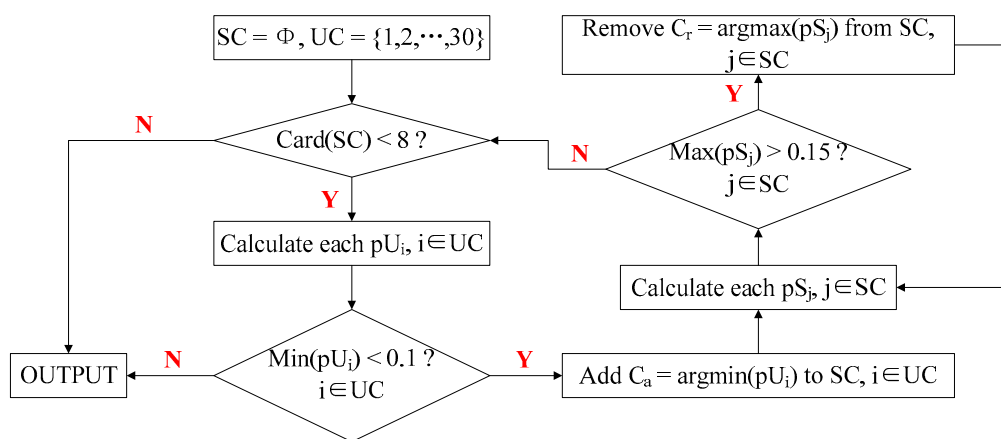 SC = Φ, UC = {1,2,⋯,30}
N
Card(SC) < 8 ?
Y
Calculate each pUᵢ, i∈UC
Min(pUᵢ) < 0.1 ?
i∈UC
N
OUTPUT
Y
Add Cₐ = argmin(pUᵢ) to SC, i∈UC
Calculate each pSⱼ, j∈SC
Max(pSⱼ) > 0.15 ?
j∈SC
N
Y
Remove Cᵣ = argmax(pSⱼ) from SC,
j∈SC